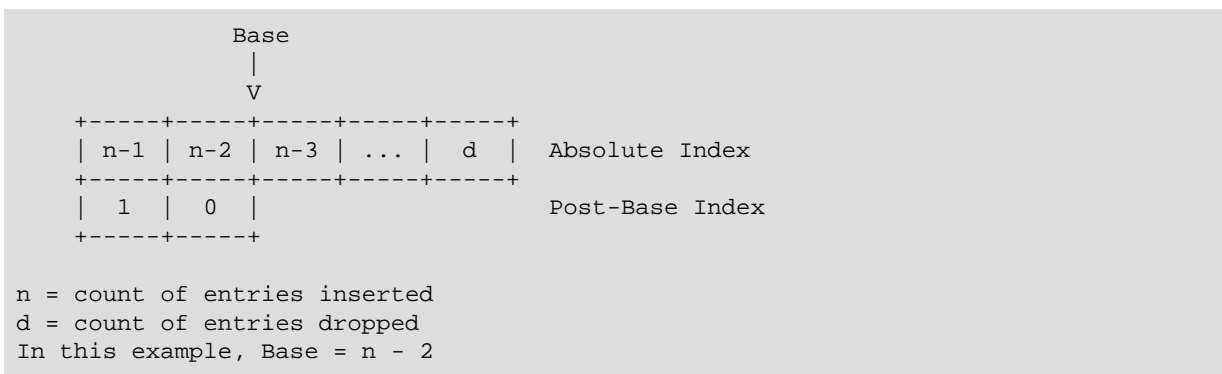 Base
                 |
                 V
    +-----+-----+-----+-----+-----+
    | n-1 | n-2 | n-3 | ... |  d  |  Absolute Index
    +-----+-----+-----+-----+-----+
    |  1  |  0  |                    Post-Base Index
    +-----+-----+
n = count of entries inserted
d = count of entries dropped
In this example, Base = n - 2